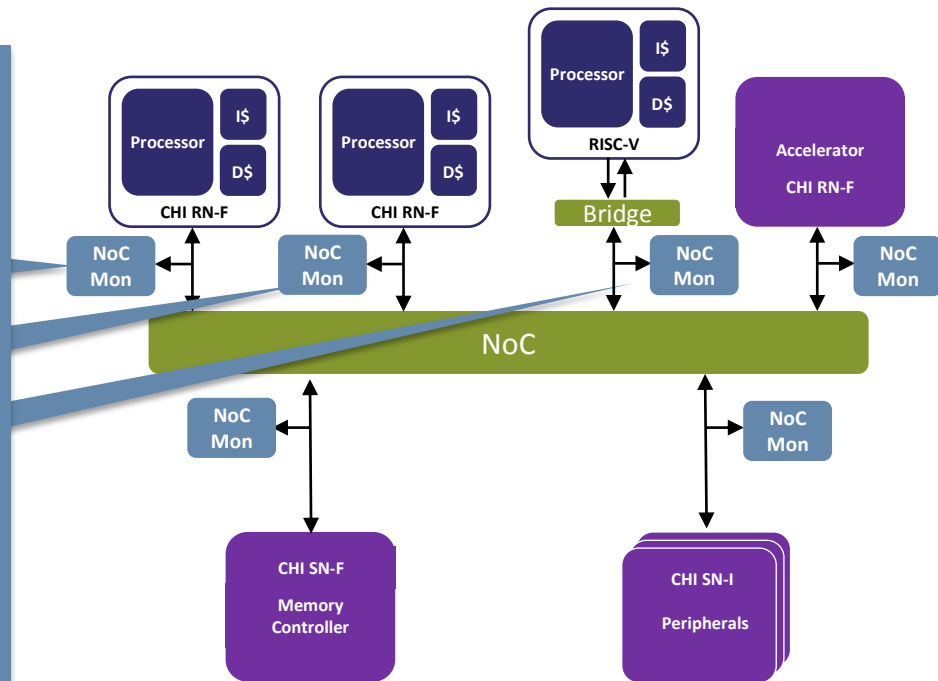 Processor
I$
D$
CHI RN-F
Processor
I$
D$
CHI RN-F
Processor
I$
D$
RISC-V
Bridge
Accelerator
CHI RN-F
NoC
Mon
NoC
Mon
NoC
Mon
NoC
Mon
NoC
NoC
Mon
NoC
Mon
CHI SN-F
Memory
Controller
CHI SN-I
Peripherals